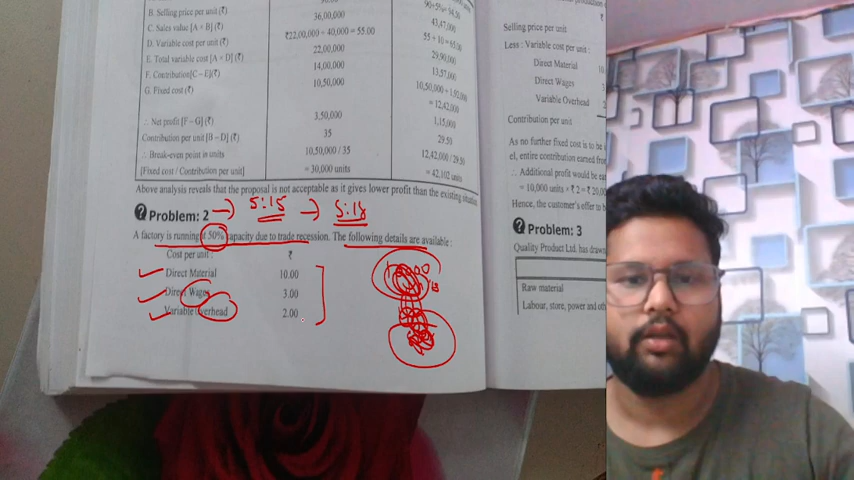 B. Selling price per unit (₹)
90+5%= 94.50
C. Sales value [A × B] (₹)
36,00,000
43,47,000
D. Variable cost per unit (₹)
₹22,00,000 ÷ 40,000 = 55.00
55 + 10 = 65.00
E. Total variable cost [A × D] (₹)
22,00,000
29,90,000
F. Contribution[C – E](₹)
14,00,000
13,57,000
G. Fixed cost (₹)
10,50,000
10,50,000 + 1,92,000
= 12,42,000
∴ Net profit [F – G] (₹)
3,50,000
1,15,000
Contribution per unit [B – D] (₹)
35
29.50
∴ Break-even point in units
10,50,000 / 35
12,42,000 / 29.50
[Fixed cost / Contribution per unit]
= 30,000 units
= 42,102 units
Above analysis reveals that the proposal is not acceptable as it gives lower profit than the existing situation
Problem: 2
5:15
5:18
A factory is running at 50% capacity due to trade recession. The following details are available :
Cost per unit :
₹
Direct Material
10.00
Direct Wages
3.00
Variable Overhead
2.00
₹
Selling price per unit
Less : Variable cost per unit :
Direct Material
10
Direct Wages
3
Variable Overhead
Contribution per unit
As no further fixed cost is to be
el, entire contribution earned from
∴ Additional profit would be
= 10,000 units × ₹ 2 = ₹ 20,00
Hence, the customer's offer to b
Problem: 3
Quality Product Ltd. has drawn
Raw material
Labour, store, power and oth